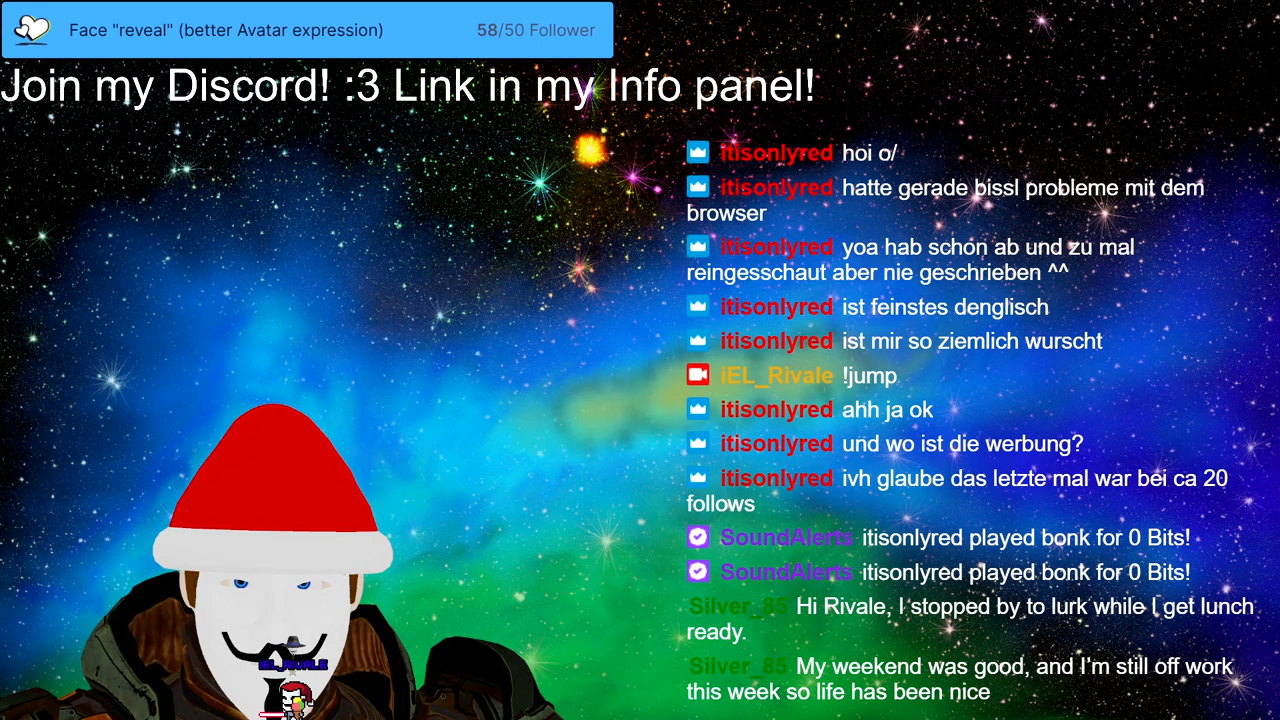 Face "reveal" (better Avatar expression) 58/50 Follower
Join my Discord! :3 Link in my Info panel!
itisonlyred hoi o/
itisonlyred hatte gerade bissl probleme mit dem
browser
itisonlyred yoa hab schon ab und zu mal
reingesschaut aber nie geschrieben ^^
itisonlyred ist feinstes denglisch
itisonlyred ist mir so ziemlich wurscht
iEL_Rivale !jump
itisonlyred ahh ja ok
itisonlyred und wo ist die werbung?
itisonlyred ivh glaube das letzte mal war bei ca 20
follows
SoundAlerts itisonlyred played bonk for 0 Bits!
SoundAlerts itisonlyred played bonk for 0 Bits!
Silver_85 Hi Rivale, I stopped by to lurk while I get lunch
ready.
Silver_85 My weekend was good, and I'm still off work
this week so life has been nice
iEL_RIVALE